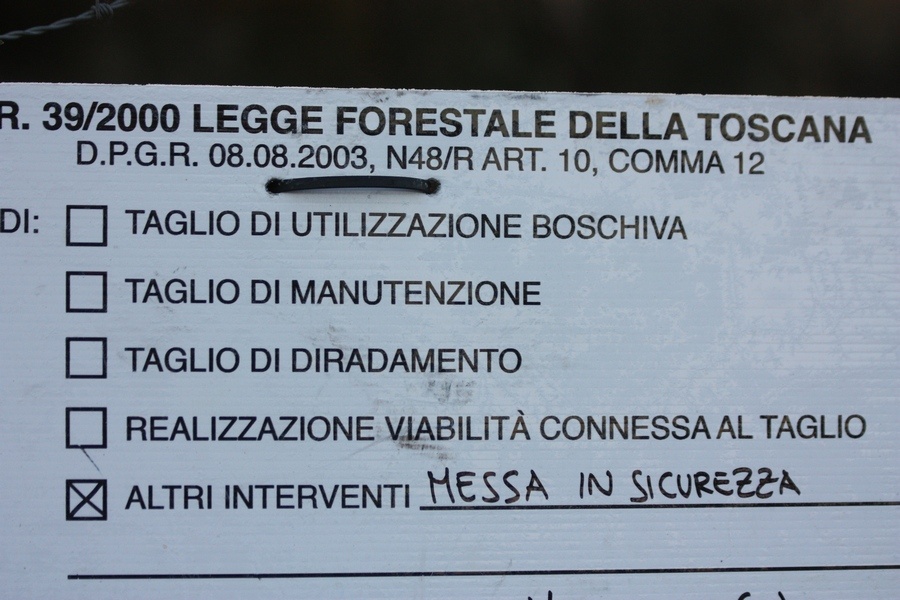 R. 39/2000 LEGGE FORESTALE DELLA TOSCANA
D.P.G.R. 08.08.2003, N48/R ART. 10, COMMA 12
DI: TAGLIO DI UTILIZZAZIONE BOSCHIVA
TAGLIO DI MANUTENZIONE
TAGLIO DI DIRADAMENTO
REALIZZAZIONE VIABILITÀ CONNESSA AL TAGLIO
ALTRI INTERVENTI MESSA IN SICUREZZA